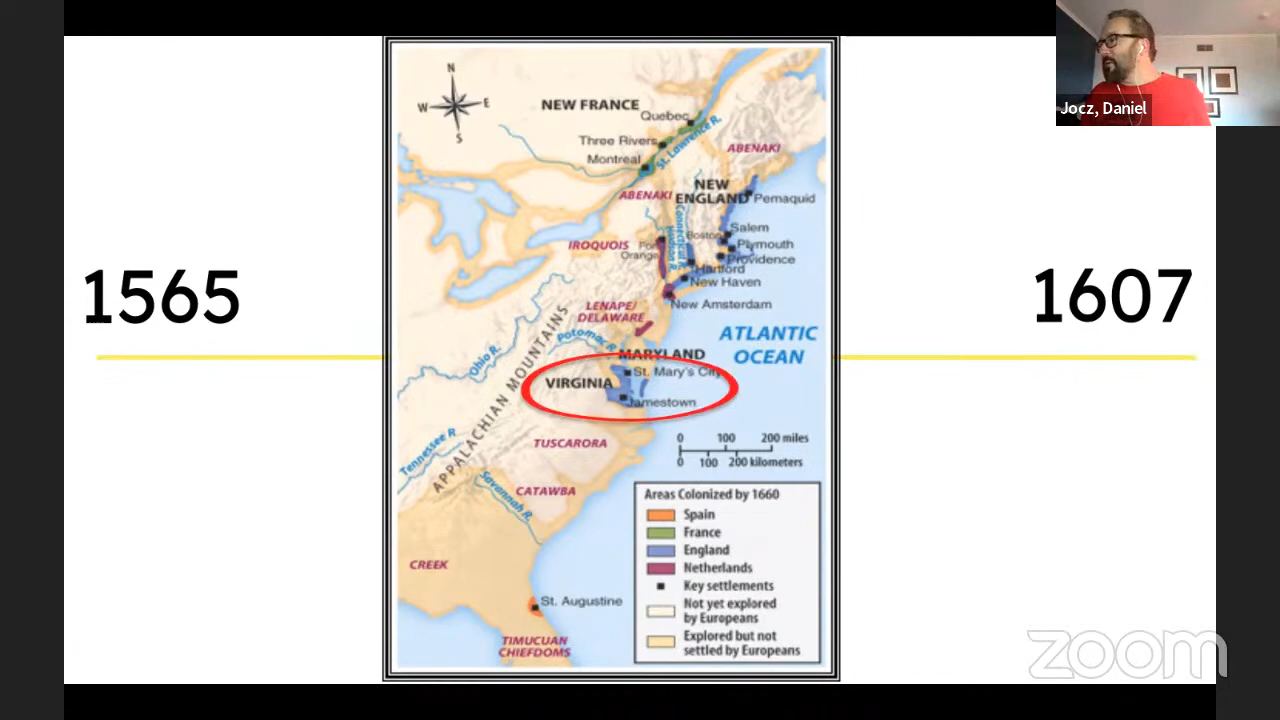 Jocz, Daniel
1565
1607
N
W
E
S
NEW FRANCE
Quebec
Three Rivers
St. Lawrence R.
Montreal
ABENAKI
ABENAKI
NEW
ENGLAND
Pemaquid
Connecticut R.
Hudson R.
Boston
Salem
IROQUOIS
Fort
Orange
Plymouth
Providence
Hartford
New Haven
LENAPE/
DELAWARE
New Amsterdam
ATLANTIC
OCEAN
Potomac R.
MARYLAND
Ohio R.
APPALACHIAN MOUNTAINS
St. Mary's City
VIRGINIA
Jamestown
Tennessee R.
TUSCARORA
0 100 200 miles
0 100 200 kilometers
Savannah R.
CATAWBA
CREEK
St. Augustine
TIMUCUAN
CHIEFDOMS
Areas Colonized by 1660
Spain
France
England
Netherlands
Key settlements
Not yet explored
by Europeans
Explored but not
settled by Europeans
zoom